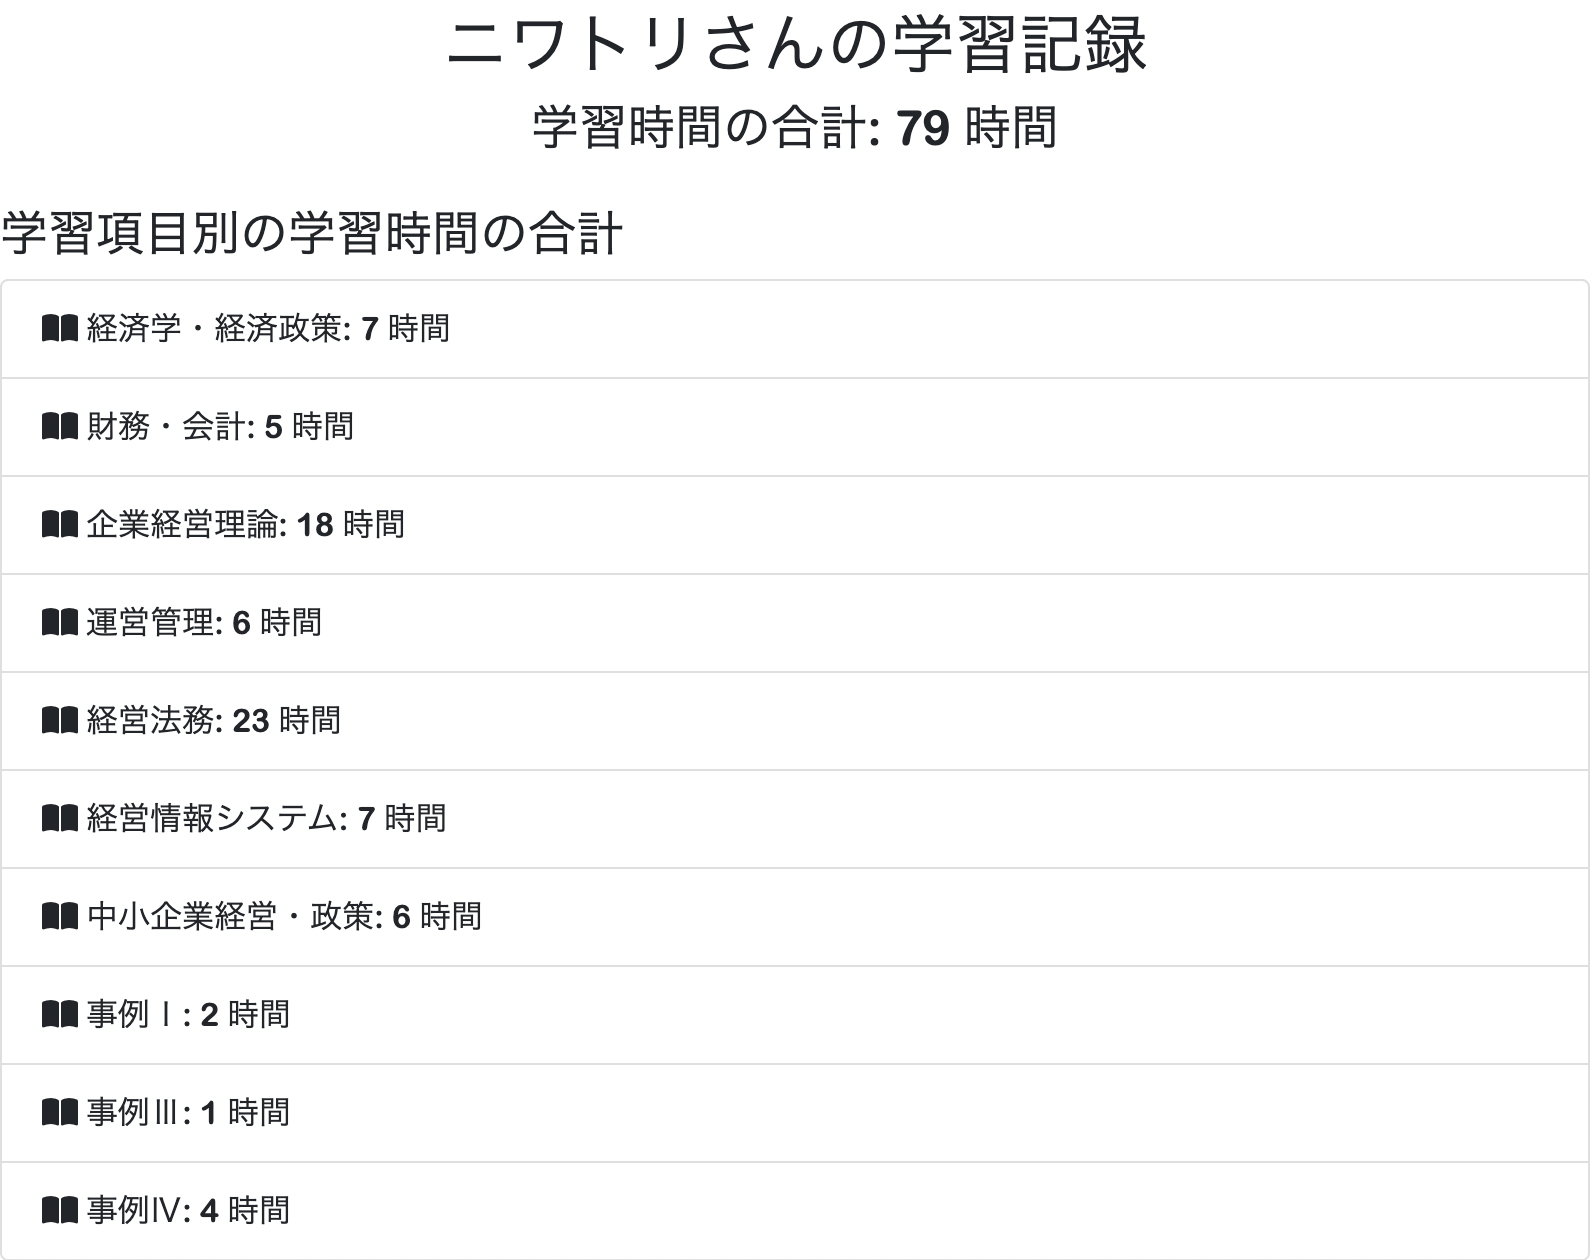 ニワトリさんの学習記録
学習時間の合計: 79 時間
学習項目別の学習時間の合計
経済学・経済政策: 7 時間
財務・会計: 5 時間
企業経営理論: 18 時間
運営管理: 6 時間
経営法務: 23 時間
経営情報システム: 7 時間
中小企業経営・政策: 6 時間
事例Ⅰ: 2 時間
事例Ⅲ: 1 時間
事例Ⅳ: 4 時間